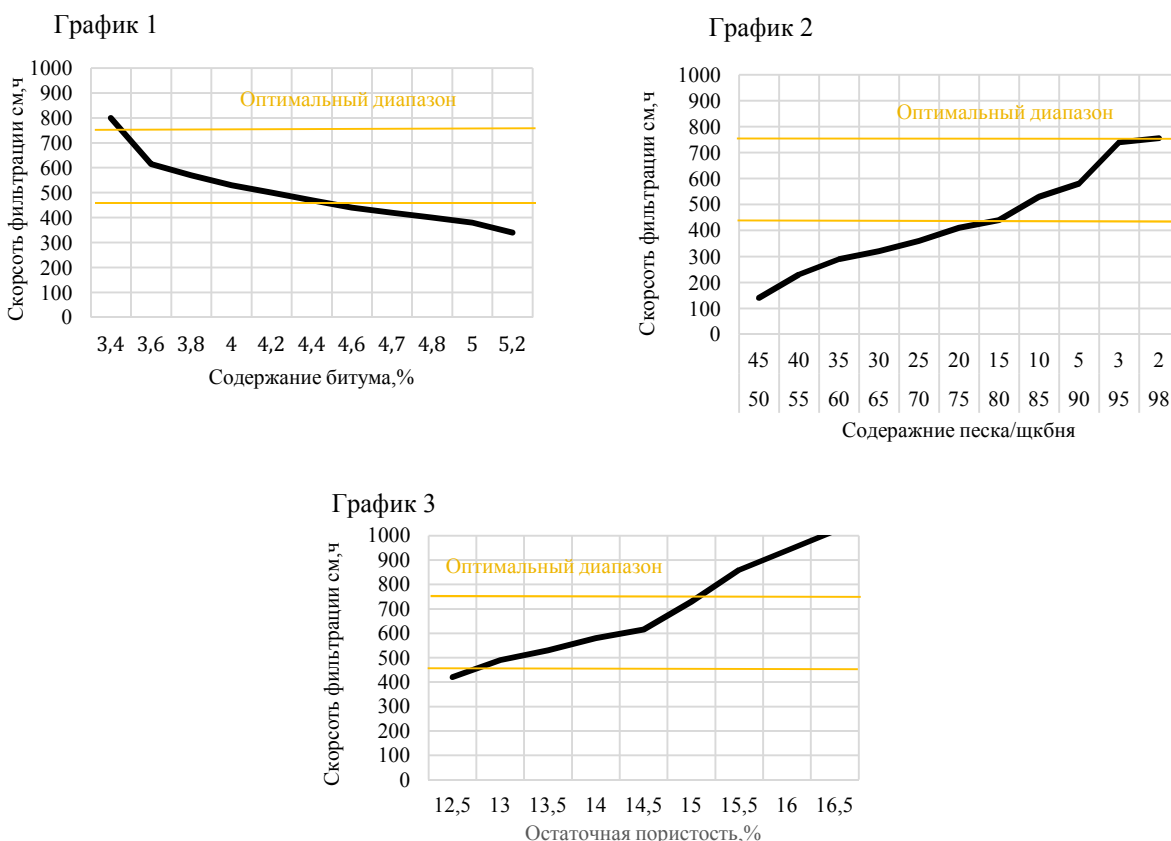 График 1
Скорсоть фильтрации см,ч
1000
900
800
700
600
500
400
300
200
100
0
Оптимальный диапазон
3,4 3,6 3,8 4 4,2 4,4 4,6 4,7 4,8 5 5,2
Содержание битума,%
График 2
Скорсоть фильтрации см,ч
1000
900
800
700
600
500
400
300
200
100
0
Оптимальный диапазон
45 40 35 30 25 20 15 10 5 3 2
50 55 60 65 70 75 80 85 90 95 98
Содеражние песка/щкбня
График 3
Скорсоть фильтрации см,ч
1000
900
800
700
600
500
400
300
200
100
0
Оптимальный диапазон
12,5 13 13,5 14 14,5 15 15,5 16 16,5
Остаточная пористость,%